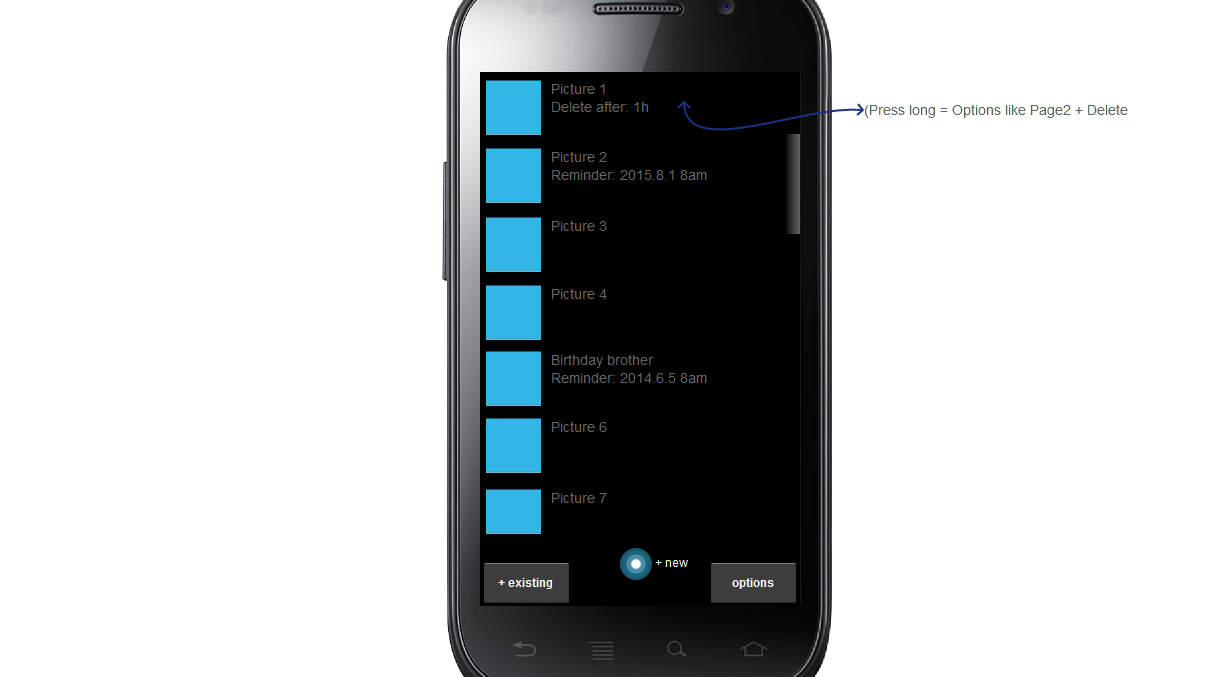 Picture 1
Delete after: 1h
(Press long = Options like Page2 + Delete
Picture 2
Reminder: 2015.8.1 8am
Picture 3
Picture 4
Birthday brother
Reminder: 2014.6.5 8am
Picture 6
Picture 7
+ new
+ existing
options